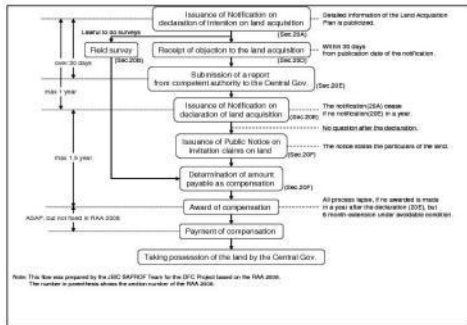 Issuance of Notification on
declaration of intention on land acquisition
(Sec.20A)
Detailed information of the Land Acquisition
Plan is publicized.
Lawful to do surveys
Field survey
(Sec.20B)
Receipt of objection to the land acquisition
(Sec.20D)
Within 30 days
from publication date of the notification.
over 30 days
Submission of a report
from competent authority to the Central Gov.
(Sec.20E)
max 1 year
Issuance of Notification on
declaration of land acquisition
The notification(20A) cease
if no notification(20E) in a year.
No question after the declaration.
Issuance of Public Notice on
invitation claims on land
(Sec.20F)
The notice states the particulars of the land.
max 1.5 year
Determination of amount
payable as compensation
(Sec.20F)
Award of compensation
All process lapse, if no awarded is made
in a year after the declaration (20E), but
6 month extension under avoidable condition.
ASAP, but not fixed in RAA 2008
Payment of compensation
Taking possession of the land by the Central Gov.
Note: This flow was prepared by the JBIC SAPROF Team for the DFC Project based on the RAA 2008.
The number in parenthesis shows the section number of the RAA 2008.